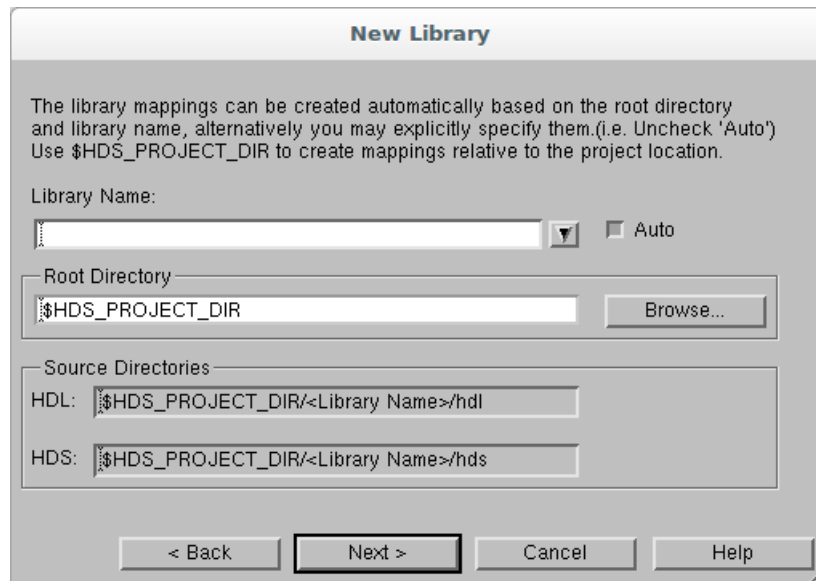 New Library
The library mappings can be created automatically based on the root directory
and library name, alternatively you may explicitly specify them.(i.e. Uncheck 'Auto')
Use $HDS_PROJECT_DIR to create mappings relative to the project location.
Library Name:
Auto
Root Directory
$HDS_PROJECT_DIR
Browse...
Source Directories
HDL: $HDS_PROJECT_DIR/<Library Name>/hdl
HDS: $HDS_PROJECT_DIR/<Library Name>/hds
< Back Next > Cancel Help